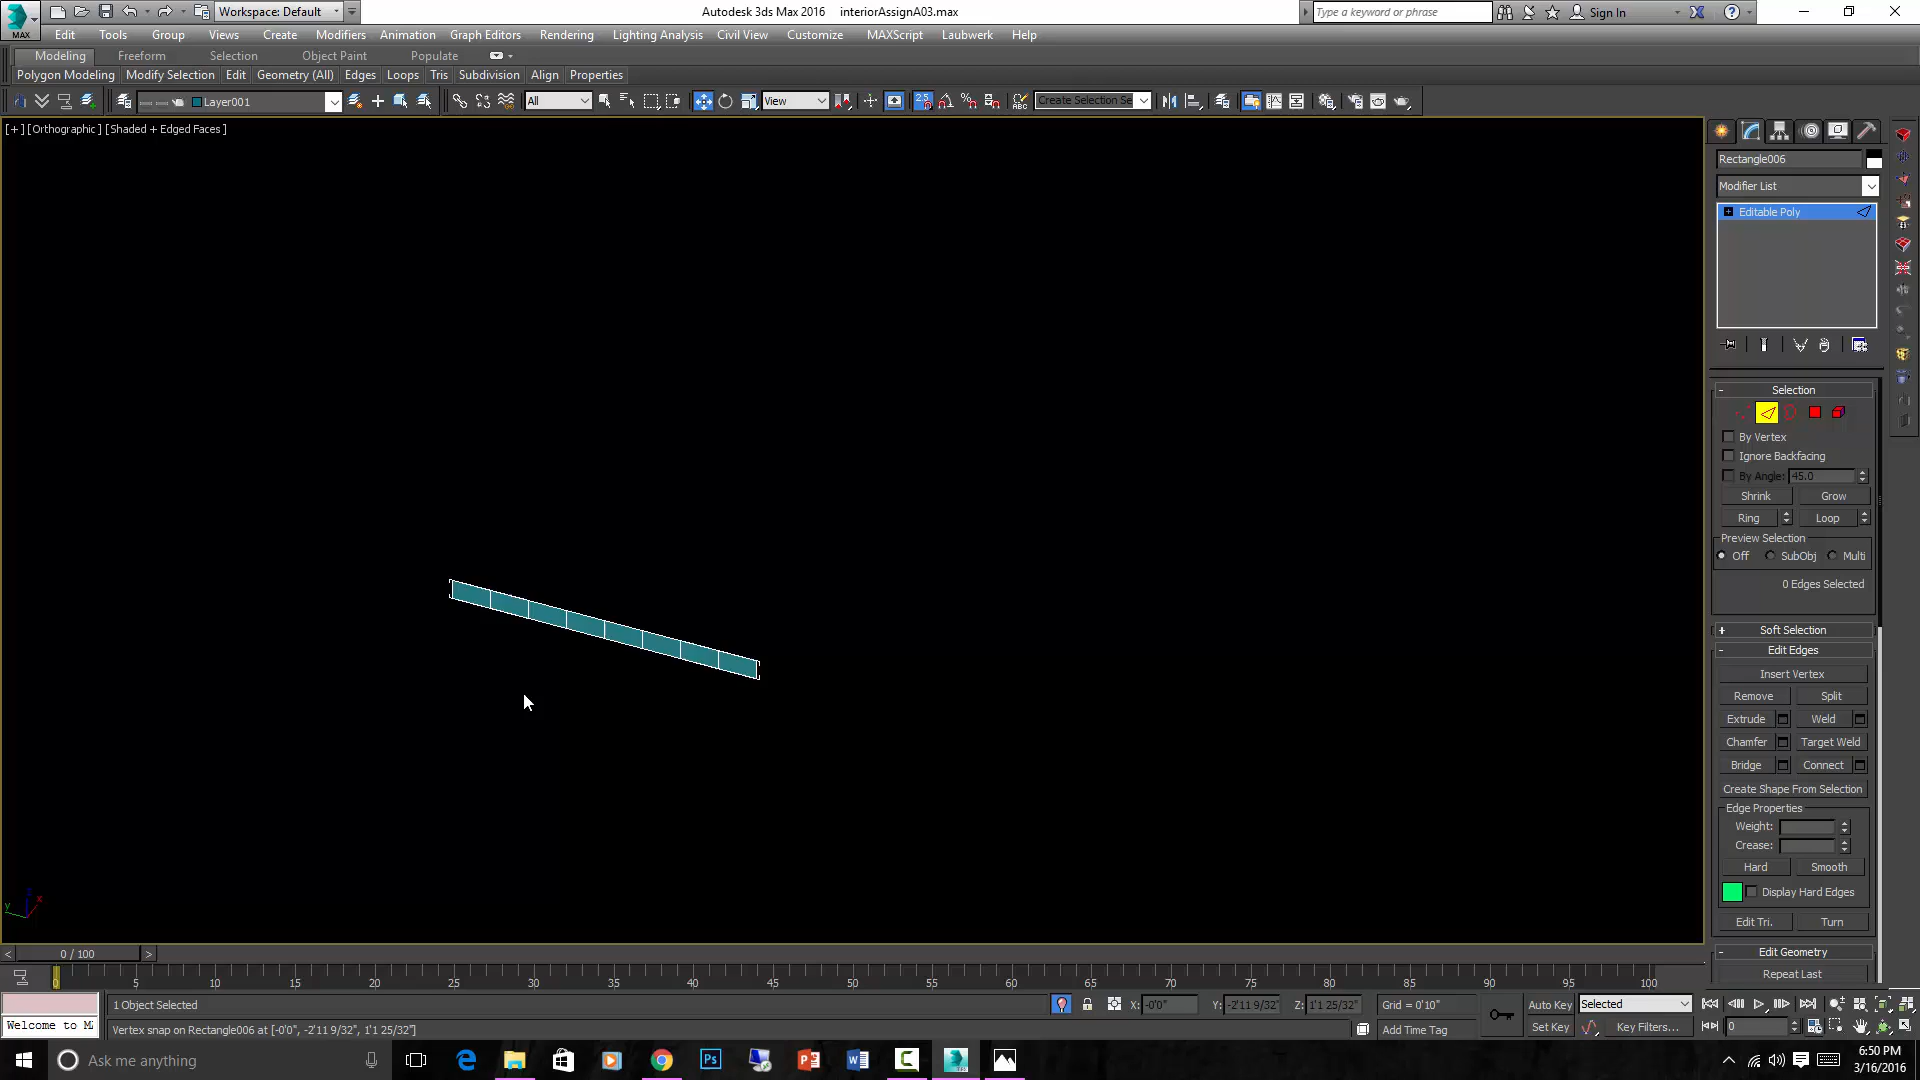 MAX
Workspace: Default
Autodesk 3ds Max 2016
interiorAssignA03.max
Type a keyword or phrase
Sign In
Edit Tools Group Views Create Modifiers Animation Graph Editors Rendering Lighting Analysis Civil View Customize MAXScript Laubwerk Help
Modeling Freeform Selection Object Paint Populate
Polygon Modeling Modify Selection Edit Geometry (All) Edges Loops Tris Subdivision Align Properties
Layer001 All View Create Selection Se
[+] [Orthographic ] [Shaded + Edged Faces ]
Rectangle006
Modifier List
Editable Poly
- Selection
By Vertex
Ignore Backfacing
By Angle: 45.0
Shrink Grow
Ring Loop
Preview Selection
Off SubObj Multi
0 Edges Selected
+ Soft Selection
- Edit Edges
Insert Vertex
Remove Split
Extrude Weld
Chamfer Target Weld
Bridge Connect
Create Shape From Selection
Edge Properties
Weight:
Crease:
Hard Smooth
Display Hard Edges
Edit Tri. Turn
- Edit Geometry
Repeat Last
y x
< 0 / 100 >
0 5 10 15 20 25 30 35 40 45 50 55 60 65 70 75 80 85 90 95 100
1 Object Selected
X: -0'0" Y: -2'11 9/32" Z: 1'1 25/32" Grid = 0'10"
Auto Key Selected
Welcome to M
Vertex snap on Rectangle006 at [-0'0", -2'11 9/32", 1'1 25/32"]
Add Time Tag
Set Key Key Filters... 0
Ask me anything
6:50 PM
3/16/2016